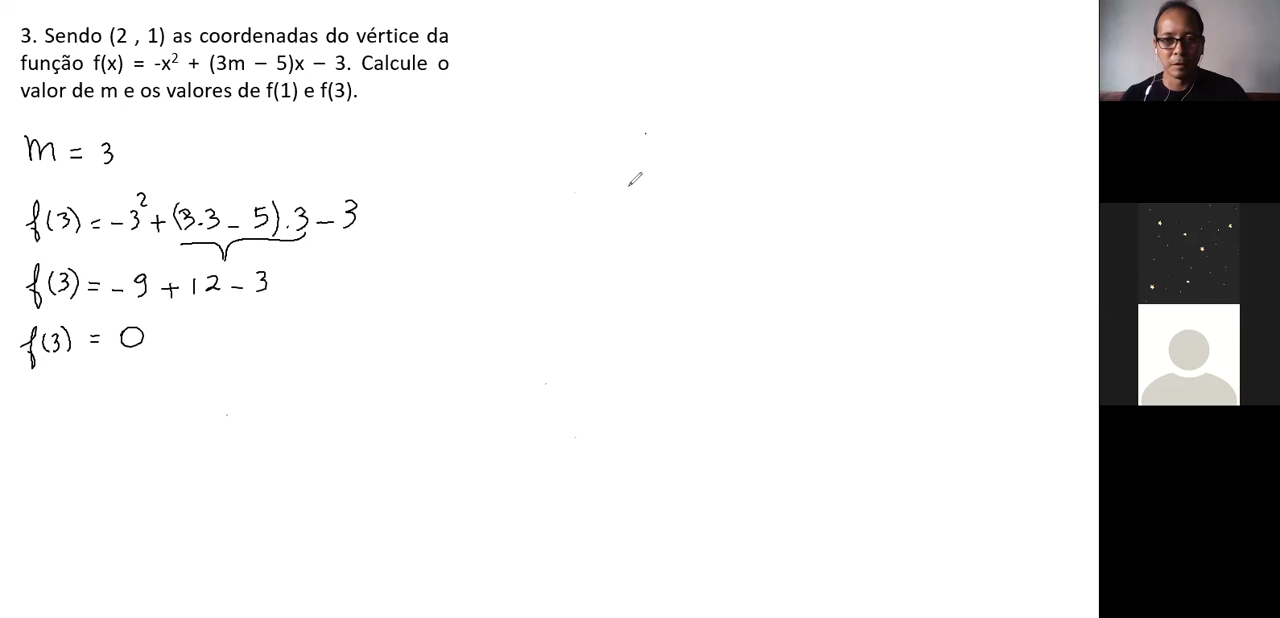 3. Sendo (2 , 1) as coordenadas do vértice da
função f(x) = -x² + (3m – 5)x – 3. Calcule o
valor de m e os valores de f(1) e f(3).
m = 3
f(3) = - 3² + (3.3 - 5).3 - 3
f(3) = - 9 + 12 - 3
f(3) = 0